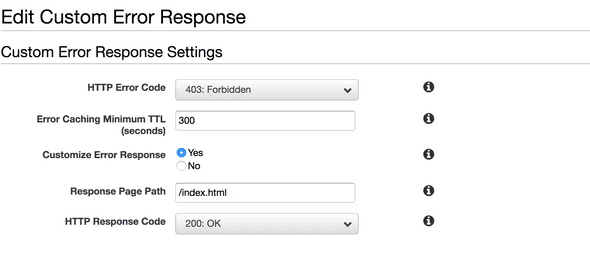 Edit Custom Error Response
Custom Error Response Settings
HTTP Error Code 403: Forbidden
Error Caching Minimum TTL
(seconds) 300
Customize Error Response Yes
No
Response Page Path /index.html
HTTP Response Code 200: OK